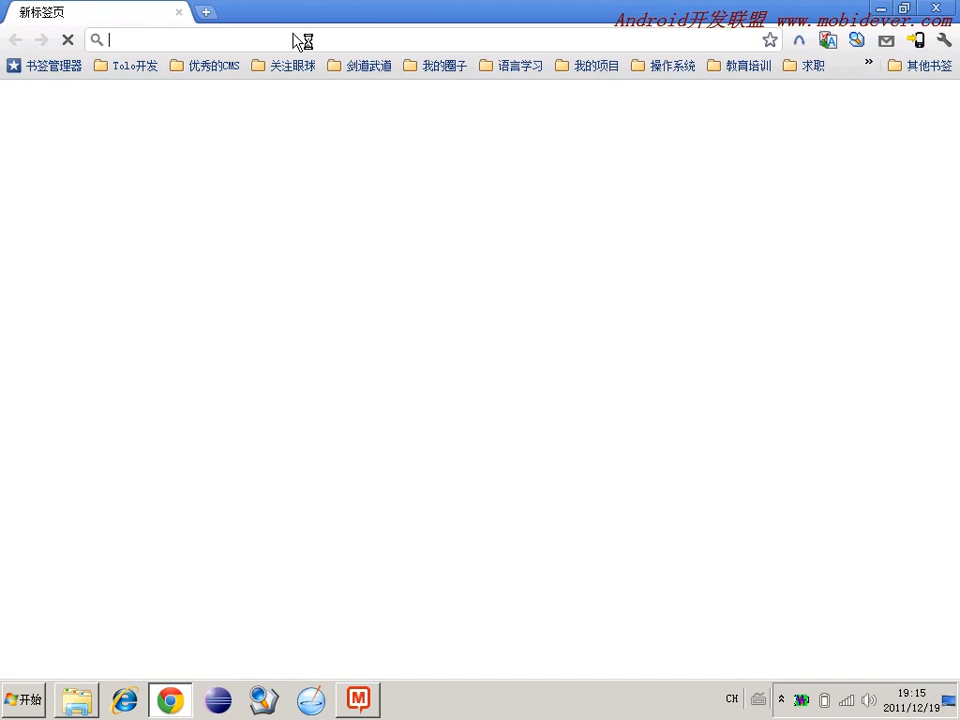 新标签页
Android开发联盟 www.mobidever.com
书签管理器 Tolo开发 优秀的CMS 关注眼球 剑道武道 我的圈子 语言学习 我的项目 操作系统 教育培训 求职 » 其他书签
开始 CH 19:15
2011/12/19